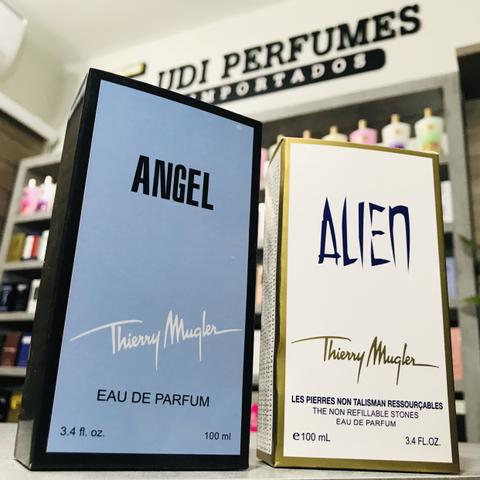 UDI PERFUMES
IMPORTADOS
ANGEL
Thierry Mugler
EAU DE PARFUM
3.4 fl. oz.
100 ml
ALIEN
Thierry Mugler
LES PIERRES NON TALISMAN RESSOURÇABLES
THE NON REFILLABLE STONES
EAU DE PARFUM
e100 mL
3.4 FL.OZ.